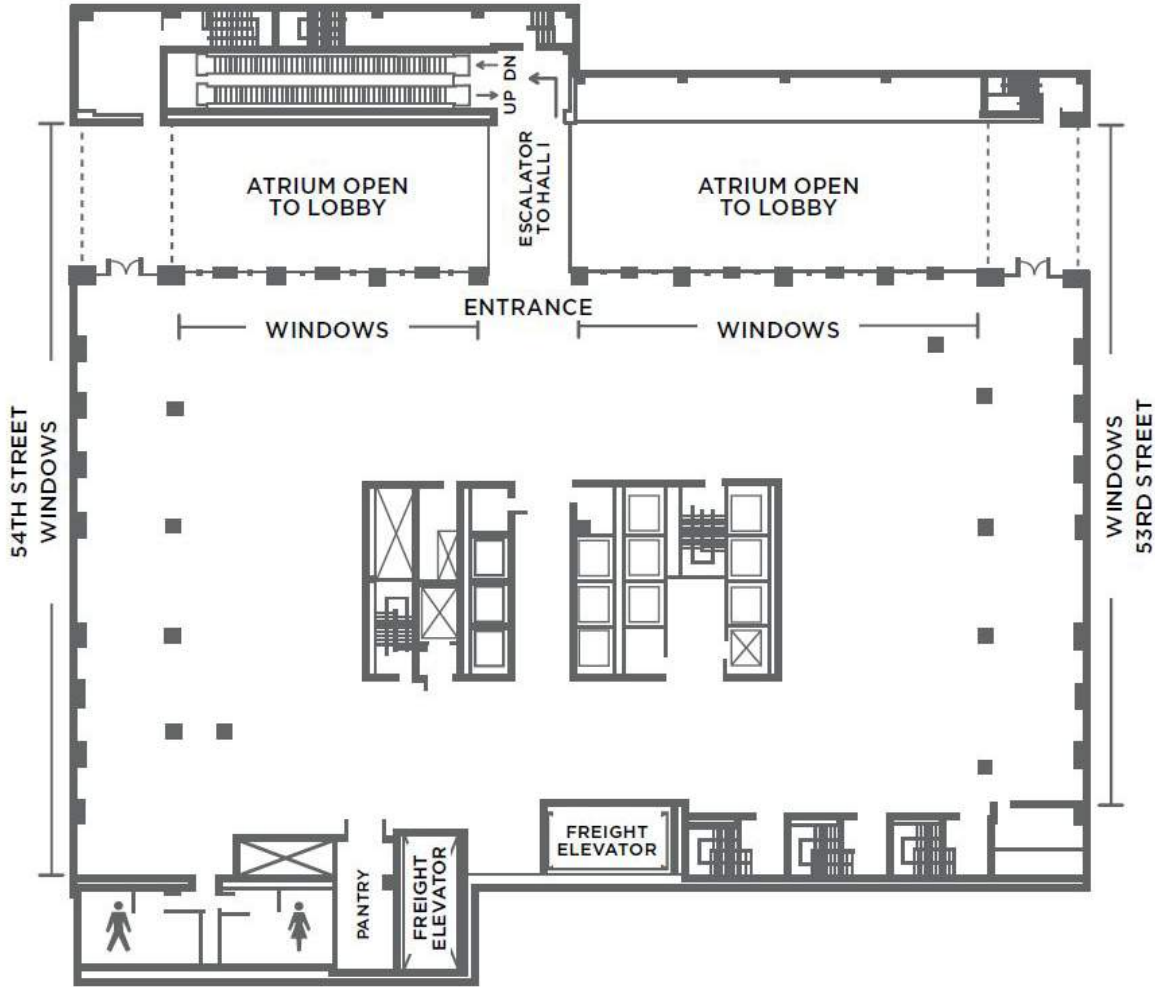 UP DN
ESCALATOR
TO HALL I
ATRIUM OPEN
TO LOBBY
ATRIUM OPEN
TO LOBBY
ENTRANCE
WINDOWS
WINDOWS
54TH STREET
WINDOWS
WINDOWS
53RD STREET
FREIGHT
ELEVATOR
PANTRY
FREIGHT
ELEVATOR